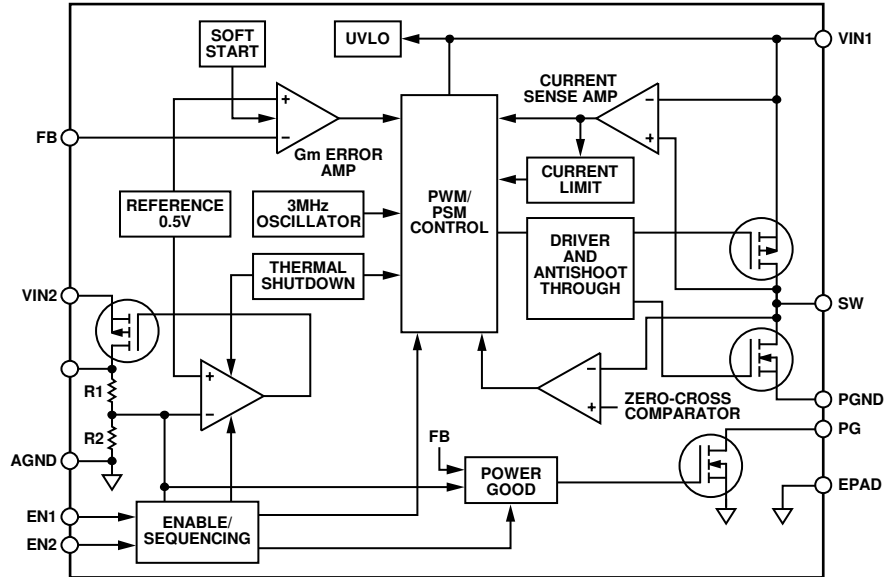 SOFT
START
UVLO
VIN1
CURRENT
SENSE AMP
+
−
−
+
FB
Gm ERROR
AMP
CURRENT
LIMIT
REFERENCE
0.5V
3MHz
OSCILLATOR
PWM/
PSM
CONTROL
DRIVER
AND
ANTISHOOT
THROUGH
THERMAL
SHUTDOWN
VIN2
SW
R1
+
−
−
+
ZERO-CROSS
COMPARATOR
PGND
R2
FB
PG
AGND
POWER
GOOD
EPAD
EN1
EN2
ENABLE/
SEQUENCING